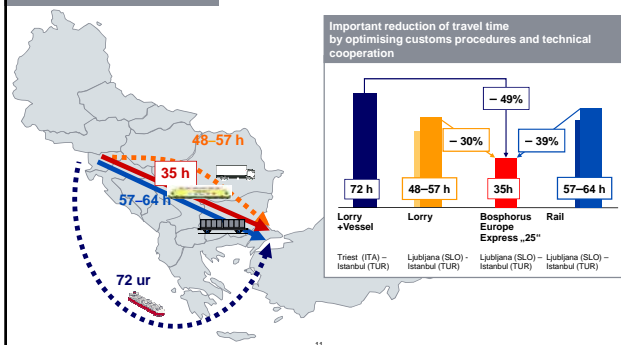 Important reduction of travel time
by optimising customs procedures and technical
cooperation
– 49%
– 30%
– 39%
72 h
48–57 h
35h
57–64 h
Lorry
+Vessel
Lorry
Bosphorus
Europe
Express „25“
Rail
Triest (ITA) –
Istanbul (TUR)
Ljubljana (SLO) -
Istanbul (TUR)
Ljubljana (SLO) –
Istanbul (TUR)
Ljubljana (SLO) –
Istanbul (TUR)
48–57 h
35 h
57–64 h
72 ur
11